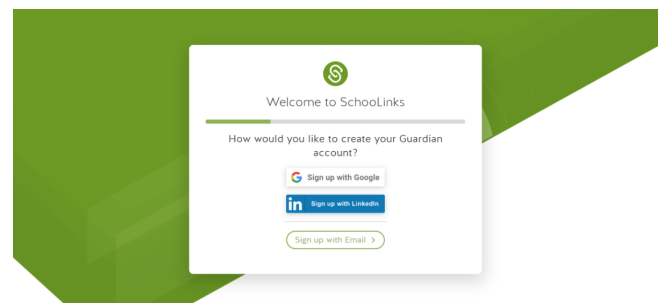 Welcome to SchooLinks
How would you like to create your Guardian
account?
Sign up with Google
in Sign up with LinkedIn
Sign up with Email >